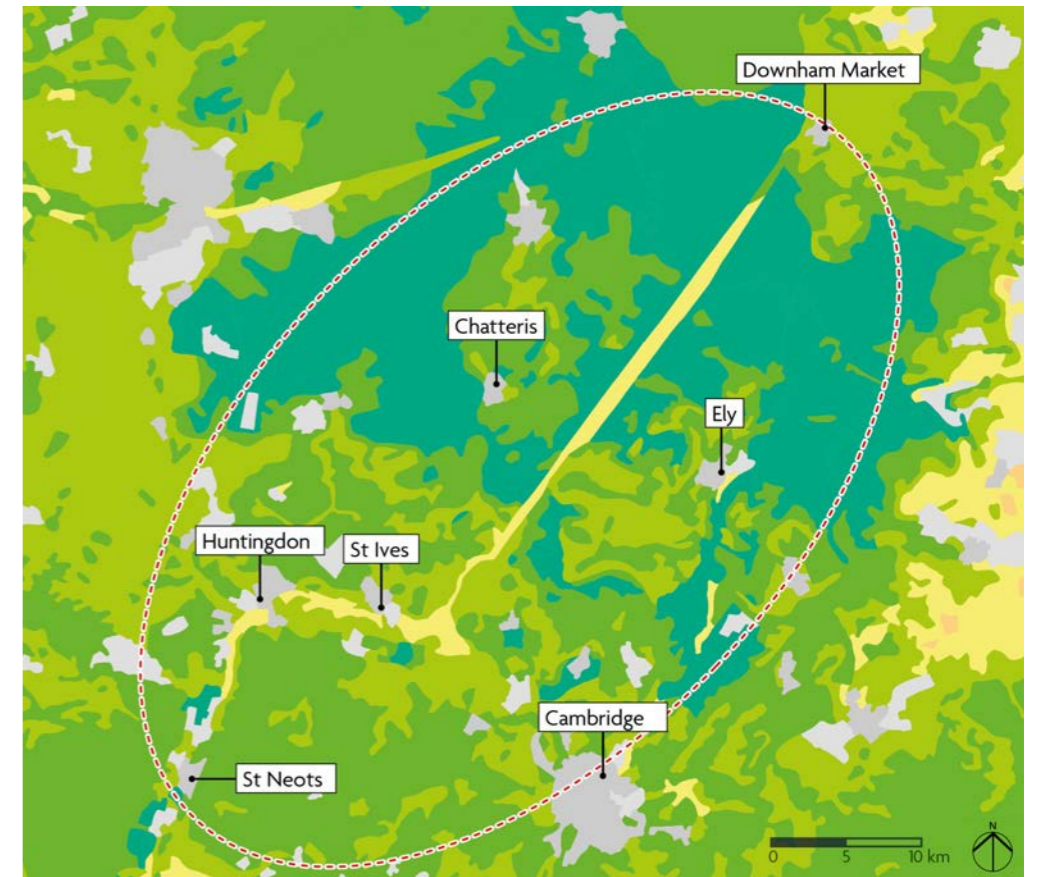 Downham Market
Chatteris
Ely
Huntingdon
St Ives
Cambridge
St Neots
N
0 5 10 km